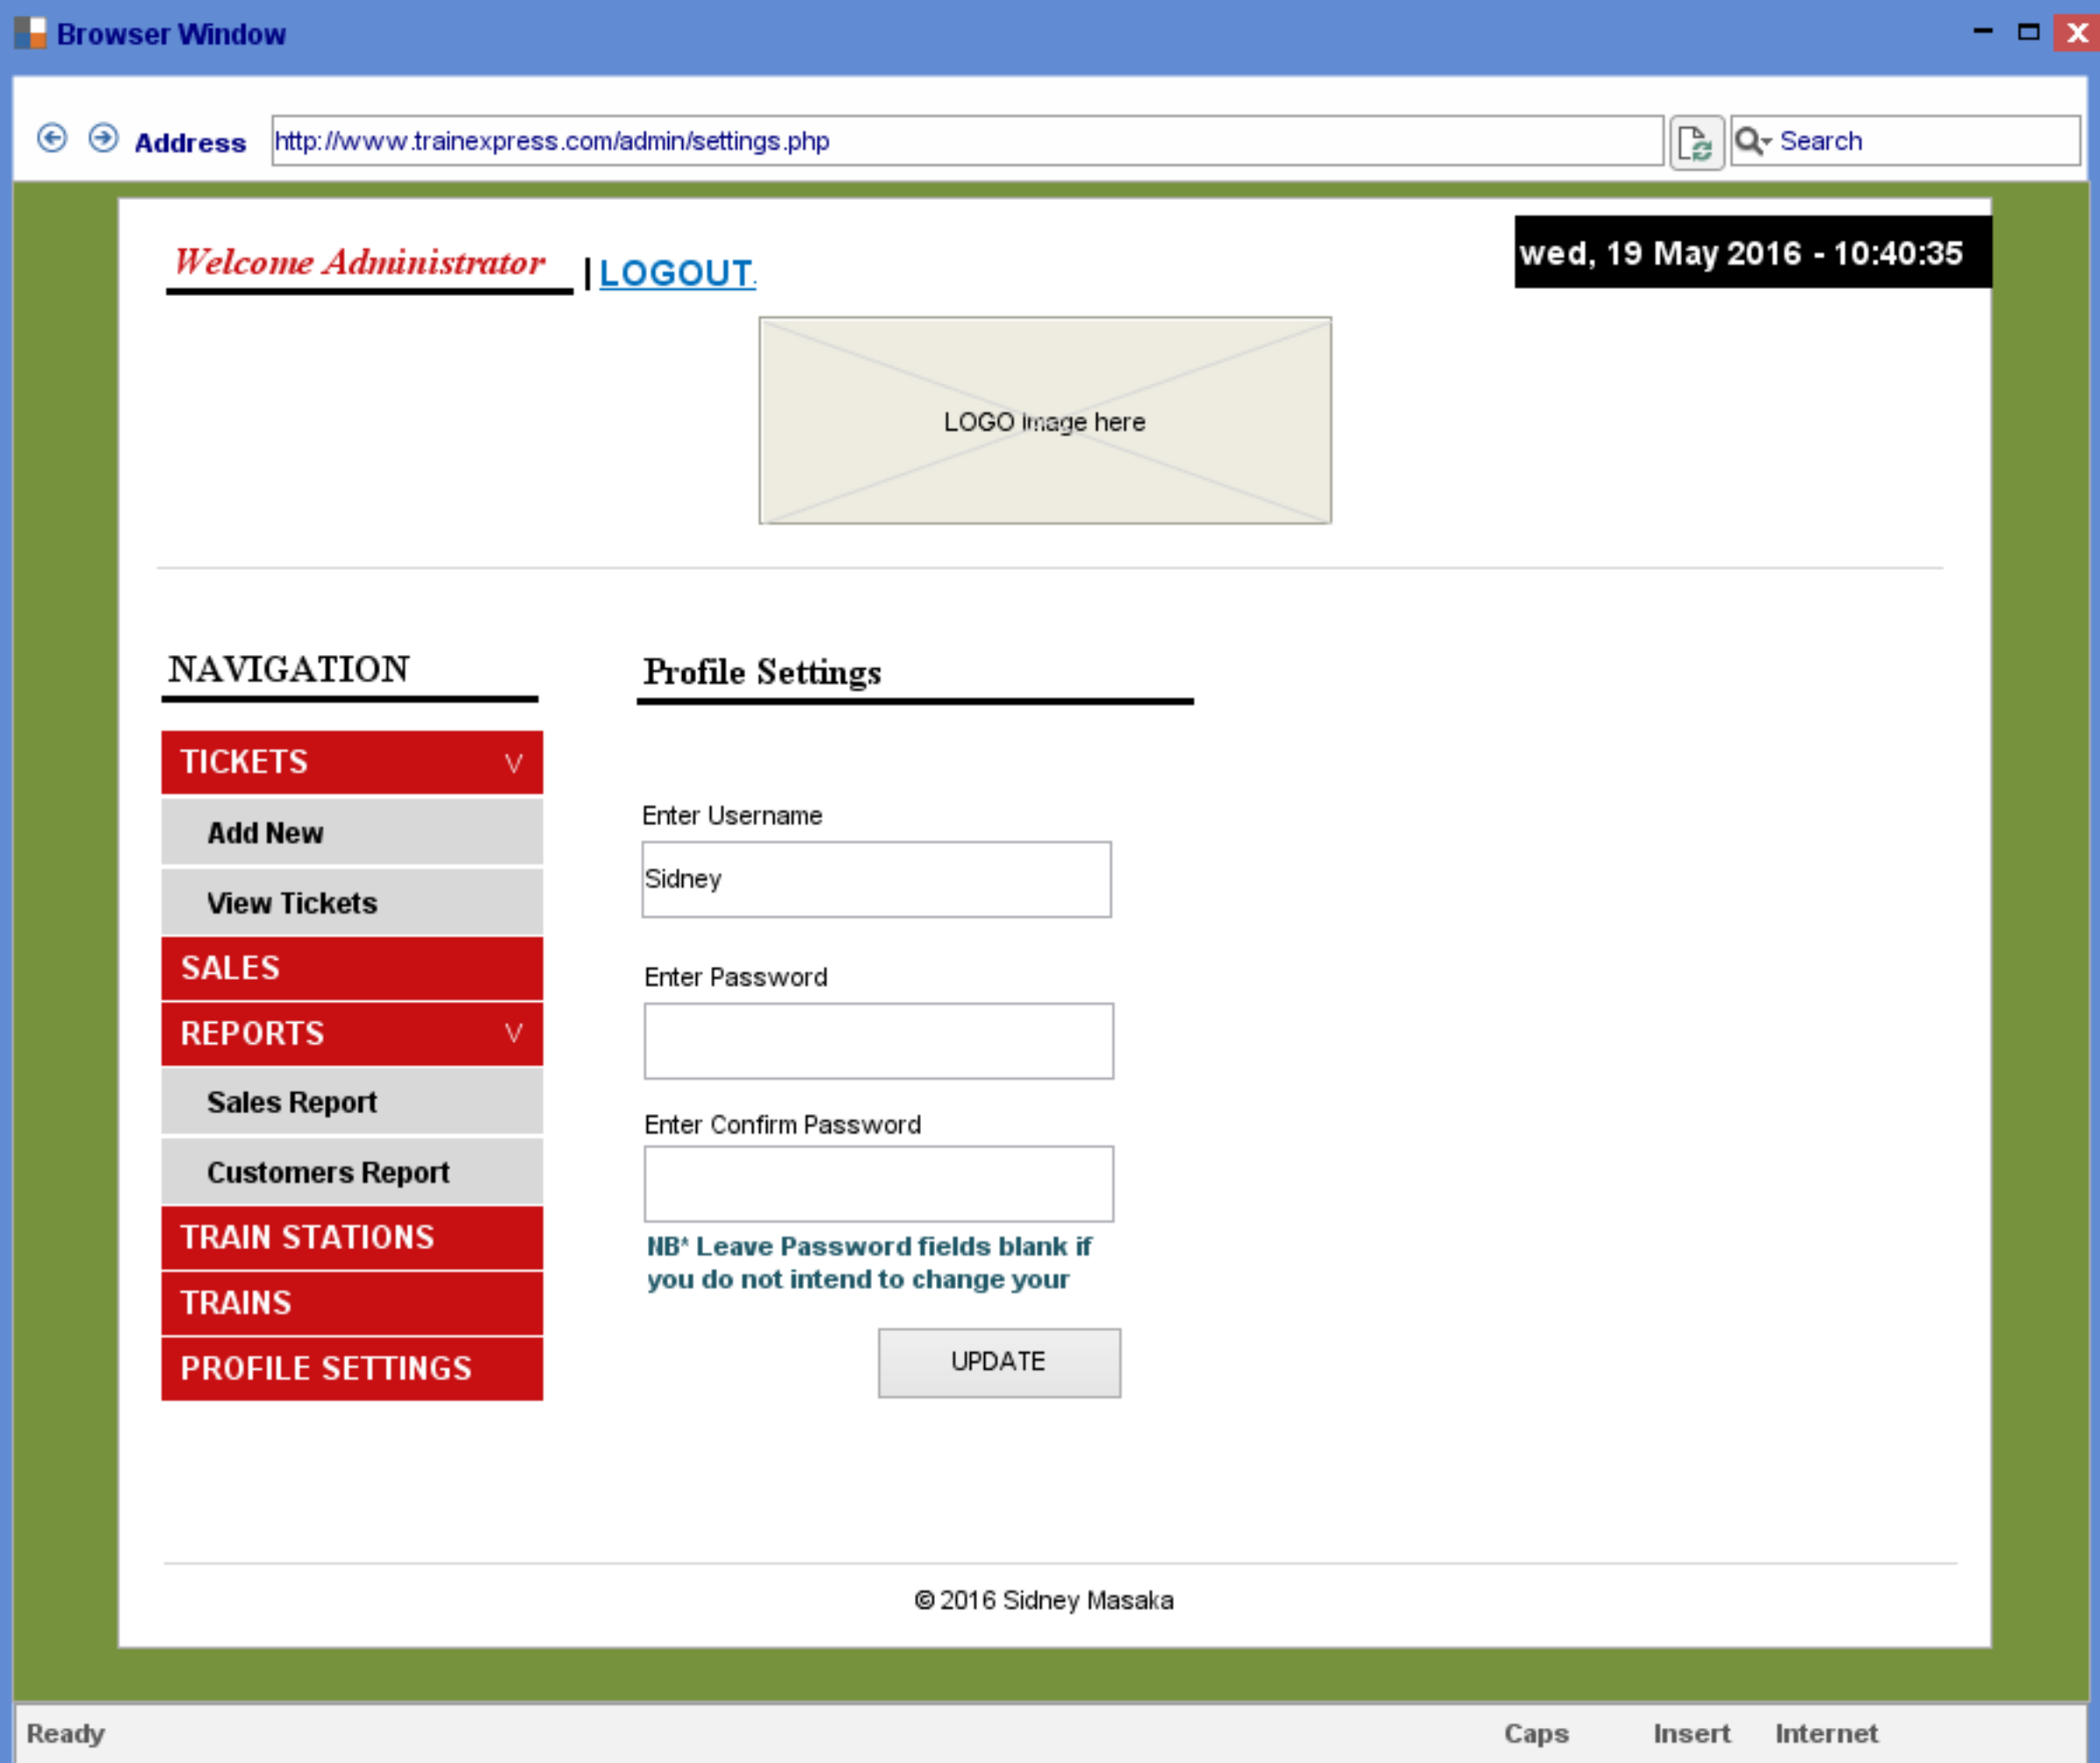 Browser Window
Address http://www.trainexpress.com/admin/settings.php Search
Welcome Administrator | LOGOUT.
wed, 19 May 2016 - 10:40:35
LOGO image here
NAVIGATION
TICKETS V
Add New
View Tickets
SALES
REPORTS V
Sales Report
Customers Report
TRAIN STATIONS
TRAINS
PROFILE SETTINGS
Profile Settings
Enter Username
Sidney
Enter Password
Enter Confirm Password
NB* Leave Password fields blank if
you do not intend to change your
UPDATE
© 2016 Sidney Masaka
Ready Caps Insert Internet